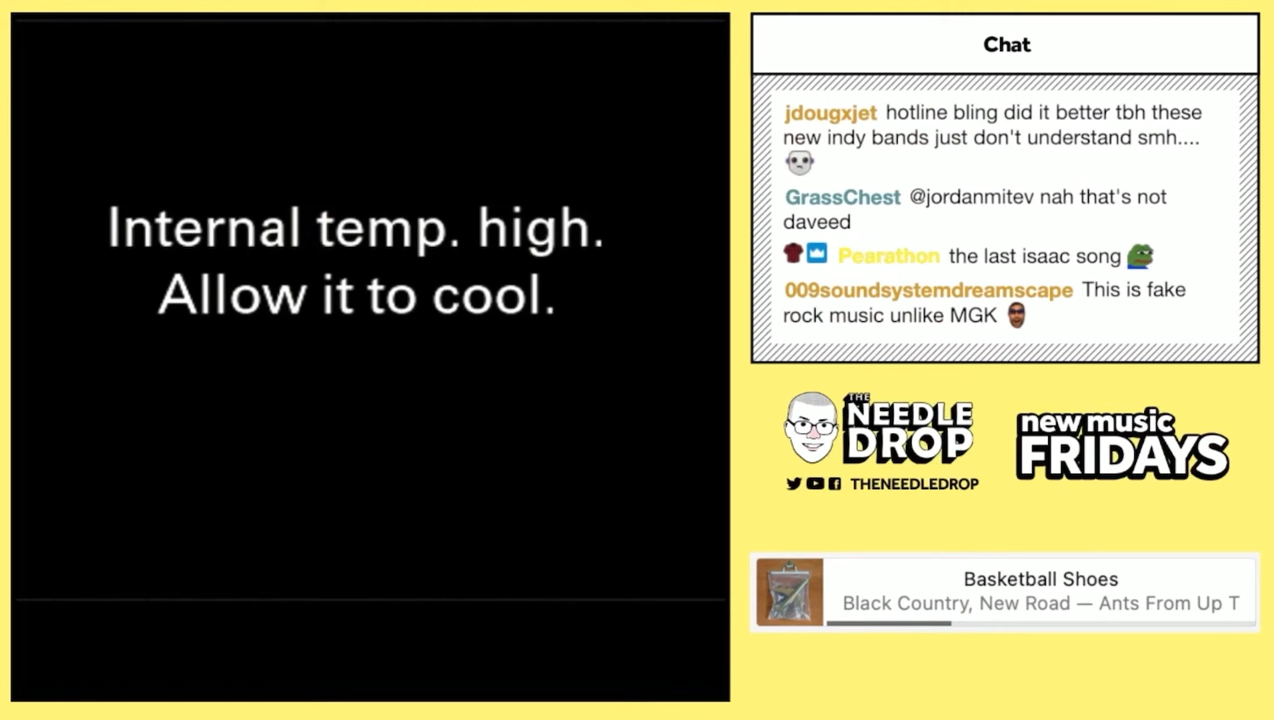 Internal temp. high.
Allow it to cool.
Chat
jdougxjet hotline bling did it better tbh these
new indy bands just don't understand smh....
GrassChest @jordanmitev nah that's not
daveed
Pearathon the last isaac song
009soundsystemdreamscape This is fake
rock music unlike MGK
THE
NEEDLE
DROP
THENEEDLEDROP
new music
FRIDAYS
Basketball Shoes
Black Country, New Road — Ants From Up T